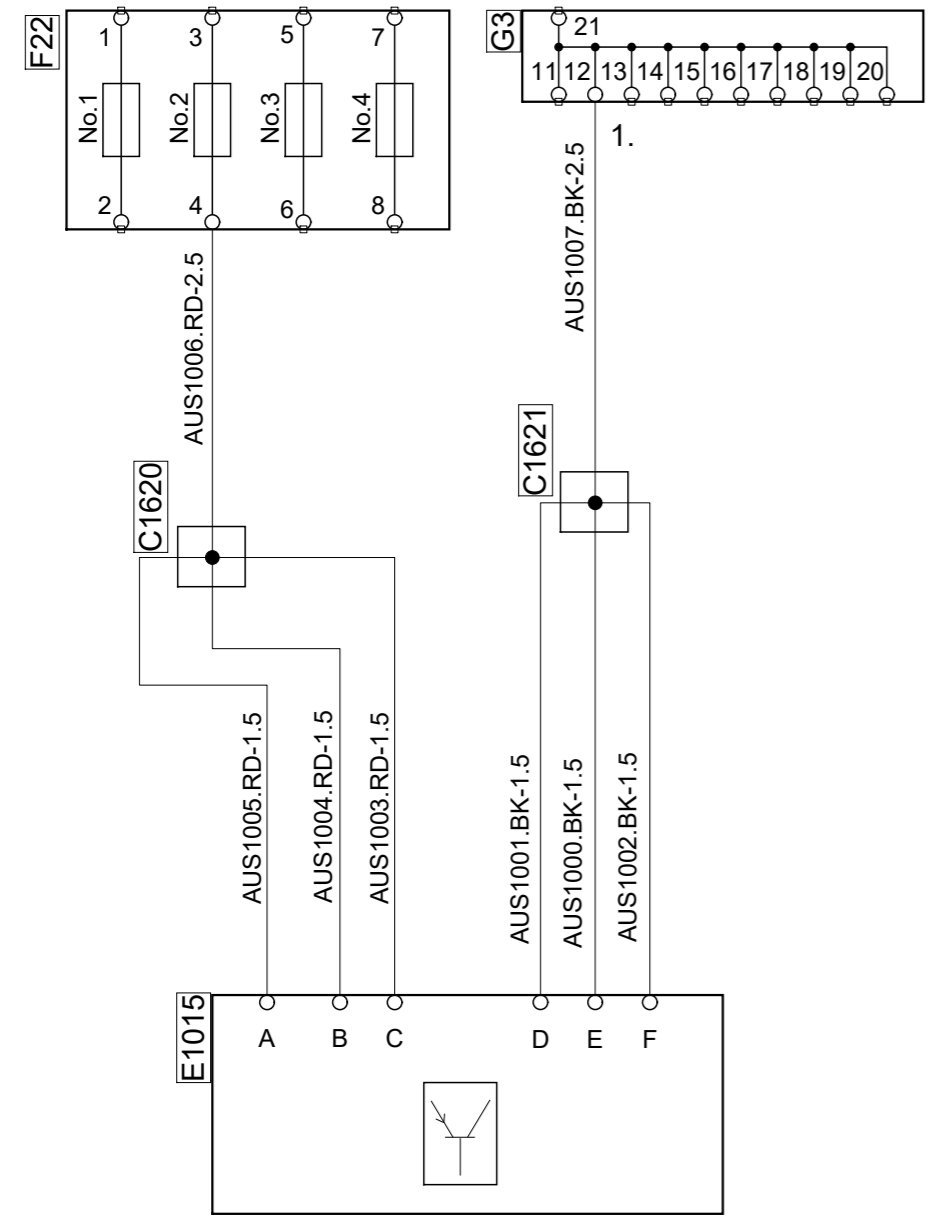 F22
1 3 5 7
No.1 No.2 No.3 No.4
2 4 6 8
G3
21
11 12 13 14 15 16 17 18 19 20
1.
AUS1006.RD-2.5
AUS1007.BK-2.5
C1620
C1621
AUS1005.RD-1.5
AUS1004.RD-1.5
AUS1003.RD-1.5
AUS1001.BK-1.5
AUS1000.BK-1.5
AUS1002.BK-1.5
E1015
A B C D E F